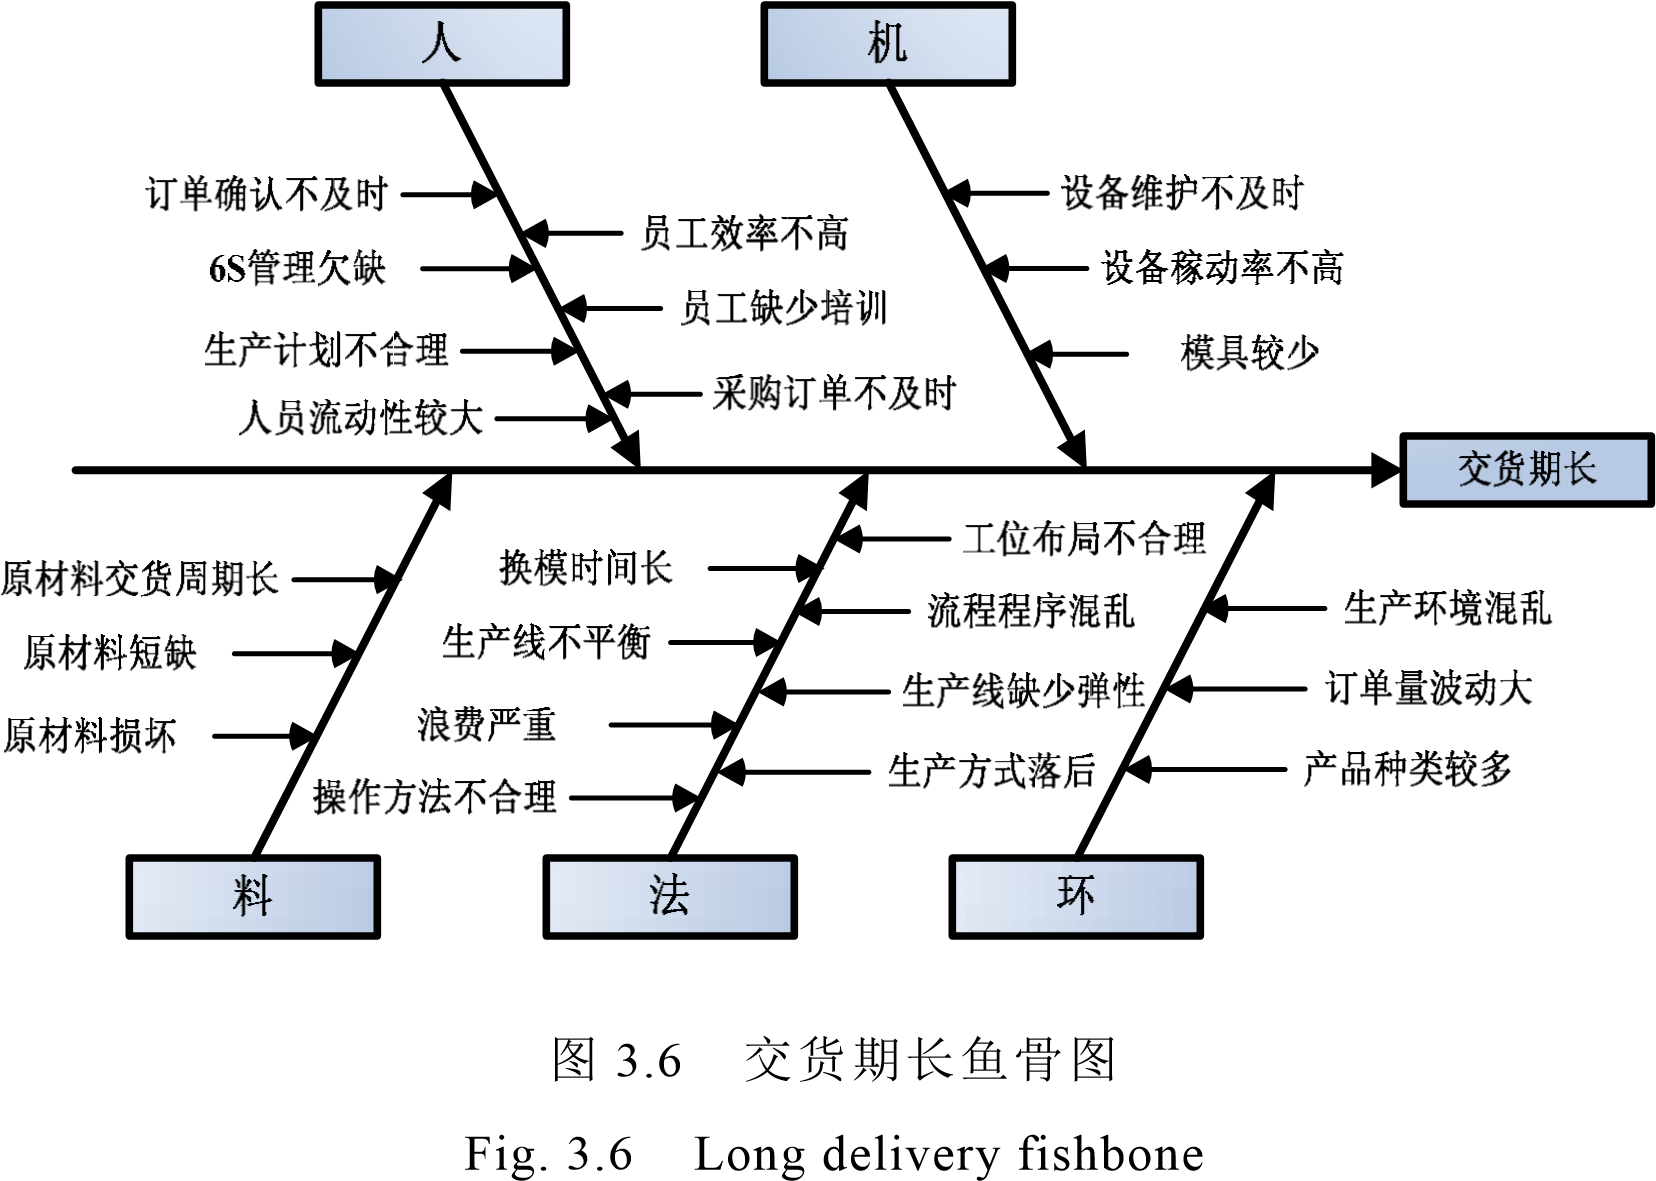 人
机
订单确认不及时
设备维护不及时
员工效率不高
6S管理欠缺
设备稼动率不高
员工缺少培训
生产计划不合理
模具较少
采购订单不及时
人员流动性较大
交货期长
工位布局不合理
换模时间长
原材料交货周期长
流程程序混乱
生产环境混乱
生产线不平衡
原材料短缺
生产线缺少弹性
订单量波动大
浪费严重
原材料损坏
生产方式落后
产品种类较多
操作方法不合理
料
法
环
图 3.6 交货期长鱼骨图
Fig. 3.6 Long delivery fishbone